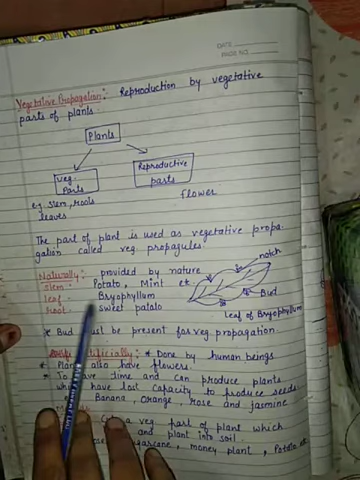 DATE
PAGE NO.
Vegetative Propagation:- Reproduction by vegetative
parts of plants.
Plants
Veg. Parts
Reproductive parts
e.g. Stem, roots
leaves
flower
The part of plant is used as vegetative propa-
gation called veg. propagules.
Naturally:- provided by nature
Stem:- Potato, Mint etc
leaf:- Bryophyllum
Root: sweet patalo
notch
Bud
Leaf of Bryophyllum
* Bud must be present for veg propagation.
Artificially:- * Done by human beings
* Plants also have flowers.
* To save time and can produce plants
which have lost capacity to produce seeds
Banana, Orange, rose and jasmine
a veg part of plant which
and plant into soil.
money plant, Potato etc